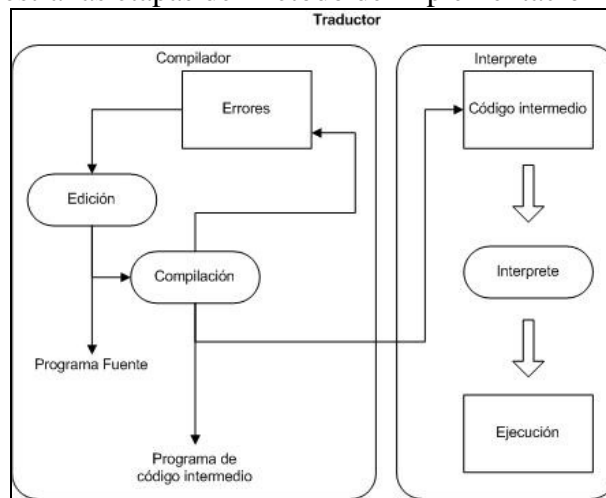 Traductor
Compilador
Interprete
Errores
Código intermedio
Edición
Compilación
Interprete
Programa Fuente
Programa de
código intermedio
Ejecución